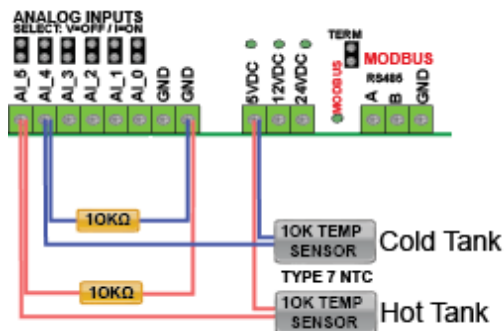 ANALOG INPUTS
SELECT: V=OFF / I=ON
AI_5
AI_4
AI_3
AI_2
AI_1
AI_0
GND
GND
5VDC
12VDC
24VDC
MODBUS
TERM
MODBUS
RS485
A
B
GND
10KΩ
10K TEMP
SENSOR
Cold Tank
TYPE 7 NTC
10KΩ
10K TEMP
SENSOR
Hot Tank